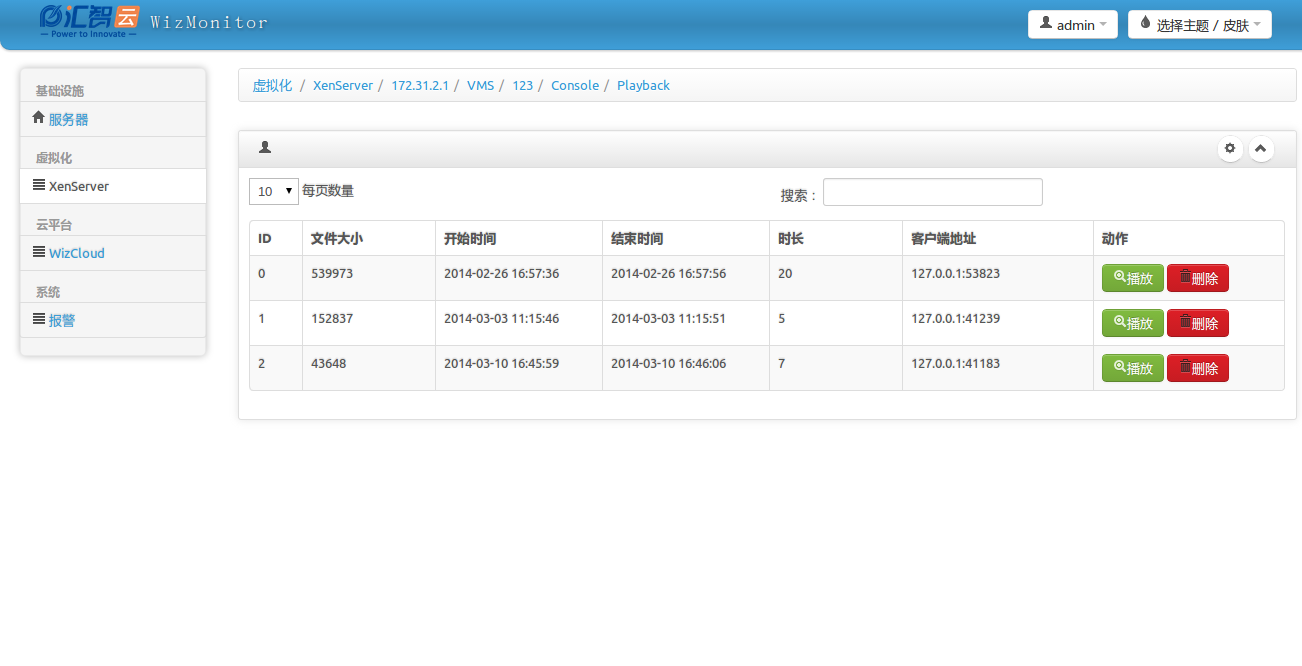 汇智云 WizMonitor
— Power to Innovate —
admin
选择主题 / 皮肤
基础设施
服务器
虚拟化
XenServer
云平台
WizCloud
系统
报警
虚拟化 / XenServer / 172.31.2.1 / VMS / 123 / Console / Playback
10 每页数量
搜索：
ID 文件大小 开始时间 结束时间 时长 客户端地址 动作
0 539973 2014-02-26 16:57:36 2014-02-26 16:57:56 20 127.0.0.1:53823 播放 删除
1 152837 2014-03-03 11:15:46 2014-03-03 11:15:51 5 127.0.0.1:41239 播放 删除
2 43648 2014-03-10 16:45:59 2014-03-10 16:46:06 7 127.0.0.1:41183 播放 删除